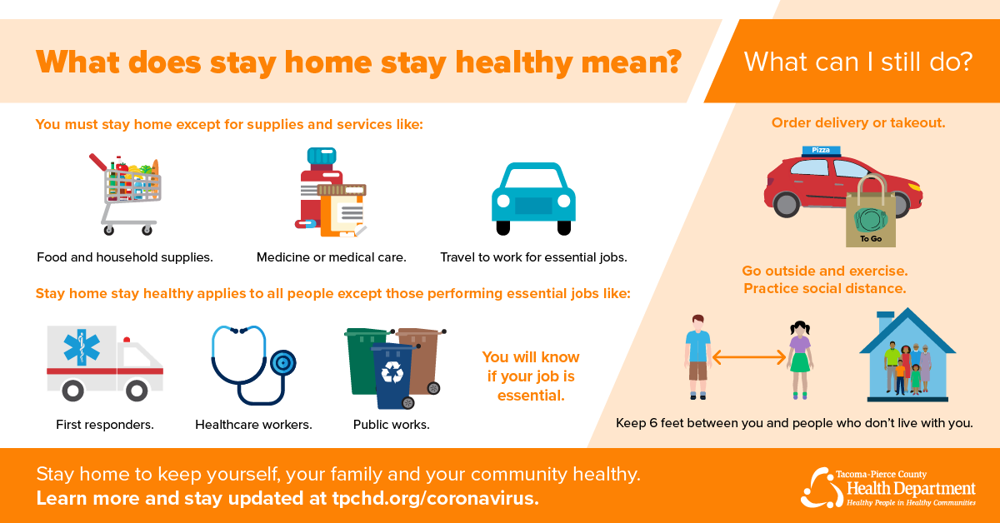 What does stay home stay healthy mean?
What can I still do?
You must stay home except for supplies and services like:
Food and household supplies.
Medicine or medical care.
Travel to work for essential jobs.
Stay home stay healthy applies to all people except those performing essential jobs like:
First responders.
Healthcare workers.
Public works.
You will know
if your job is
essential.
Order delivery or takeout.
Pizza
To Go
Go outside and exercise.
Practice social distance.
Keep 6 feet between you and people who don’t live with you.
Stay home to keep yourself, your family and your community healthy.
Learn more and stay updated at tpchd.org/coronavirus.
Tacoma-Pierce County
Health Department
Healthy People in Healthy Communities